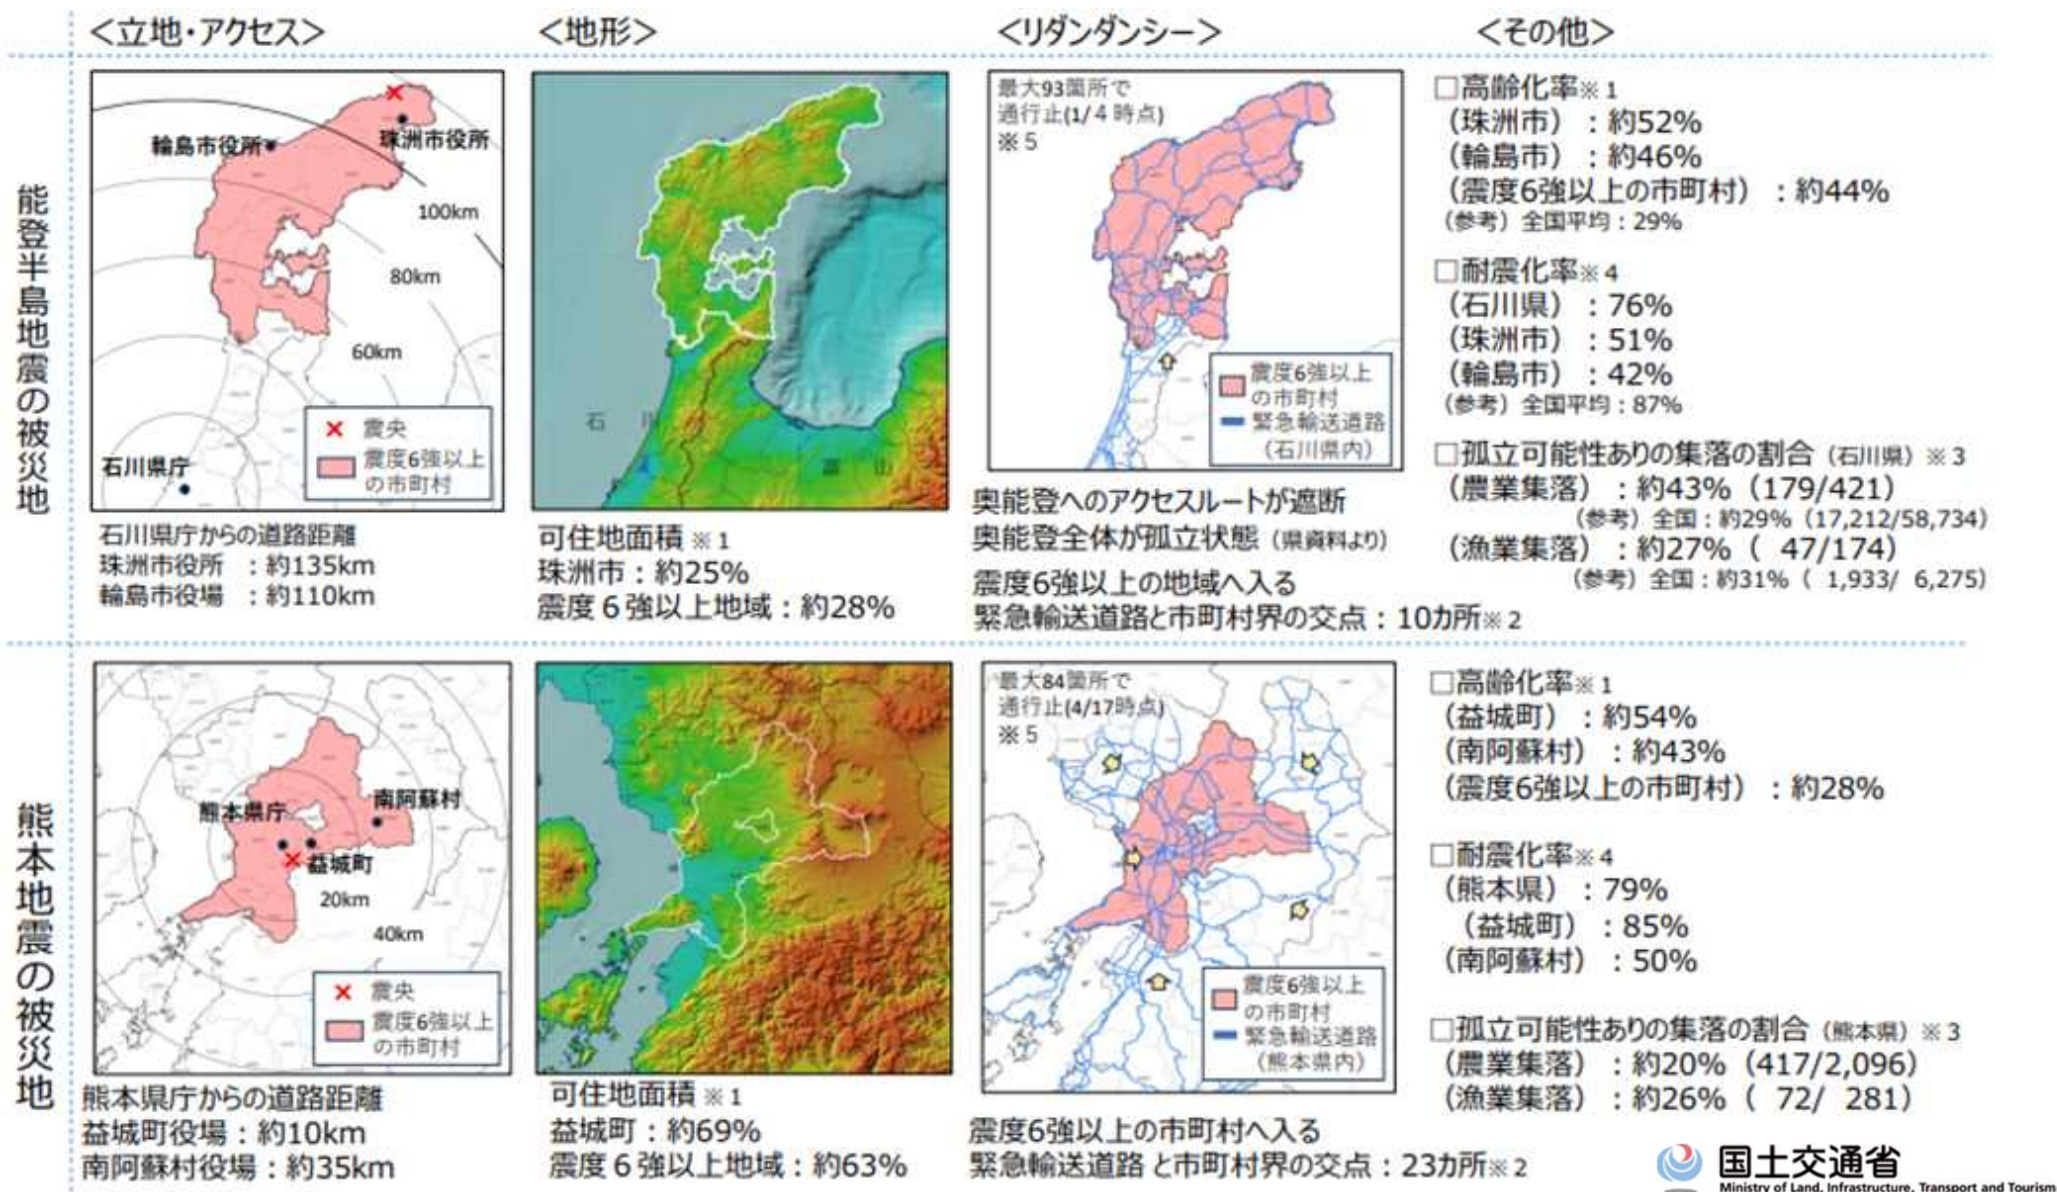 <立地・アクセス>
<地形>
<リダンダンシー>
<その他>
能登半島地震の被災地
輪島市役所
珠洲市役所
100km
80km
60km
石川県庁
× 震央
震度6強以上
の市町村
石川県庁からの道路距離
珠洲市役所 :約135km
輪島市役場 :約110km
石 川
富 山
可住地面積 ※1
珠洲市:約25%
震度6強以上地域:約28%
最大93箇所で
通行止(1/4時点)
※5
震度6強以上
の市町村
緊急輸送道路
(石川県内)
奥能登へのアクセスルートが遮断
奥能登全体が孤立状態(県資料より)
震度6強以上の地域へ入る
緊急輸送道路と市町村界の交点:10カ所※2
□高齢化率※1
(珠洲市):約52%
(輪島市):約46%
(震度6強以上の市町村):約44%
(参考)全国平均:29%
□耐震化率※4
(石川県):76%
(珠洲市):51%
(輪島市):42%
(参考)全国平均:87%
□孤立可能性ありの集落の割合(石川県)※3
(農業集落):約43%(179/421)
(参考)全国:約29%(17,212/58,734)
(漁業集落):約27%( 47/174)
(参考)全国:約31%( 1,933/ 6,275)
熊本地震の被災地
熊本県庁
南阿蘇村
益城町
20km
40km
× 震央
震度6強以上
の市町村
熊本県庁からの道路距離
益城町役場:約10km
南阿蘇村役場:約35km
可住地面積 ※1
益城町:約69%
震度6強以上地域:約63%
最大84箇所で
通行止(4/17時点)
※5
震度6強以上
の市町村
緊急輸送道路
(熊本県内)
震度6強以上の市町村へ入る
緊急輸送道路と市町村界の交点:23カ所※2
□高齢化率※1
(益城町):約54%
(南阿蘇村):約43%
(震度6強以上の市町村):約28%
□耐震化率※4
(熊本県):79%
(益城町):85%
(南阿蘇村):50%
□孤立可能性ありの集落の割合(熊本県)※3
(農業集落):約20%(417/2,096)
(漁業集落):約26%( 72/ 281)
国土交通省
Ministry of Land, Infrastructure, Transport and Tourism